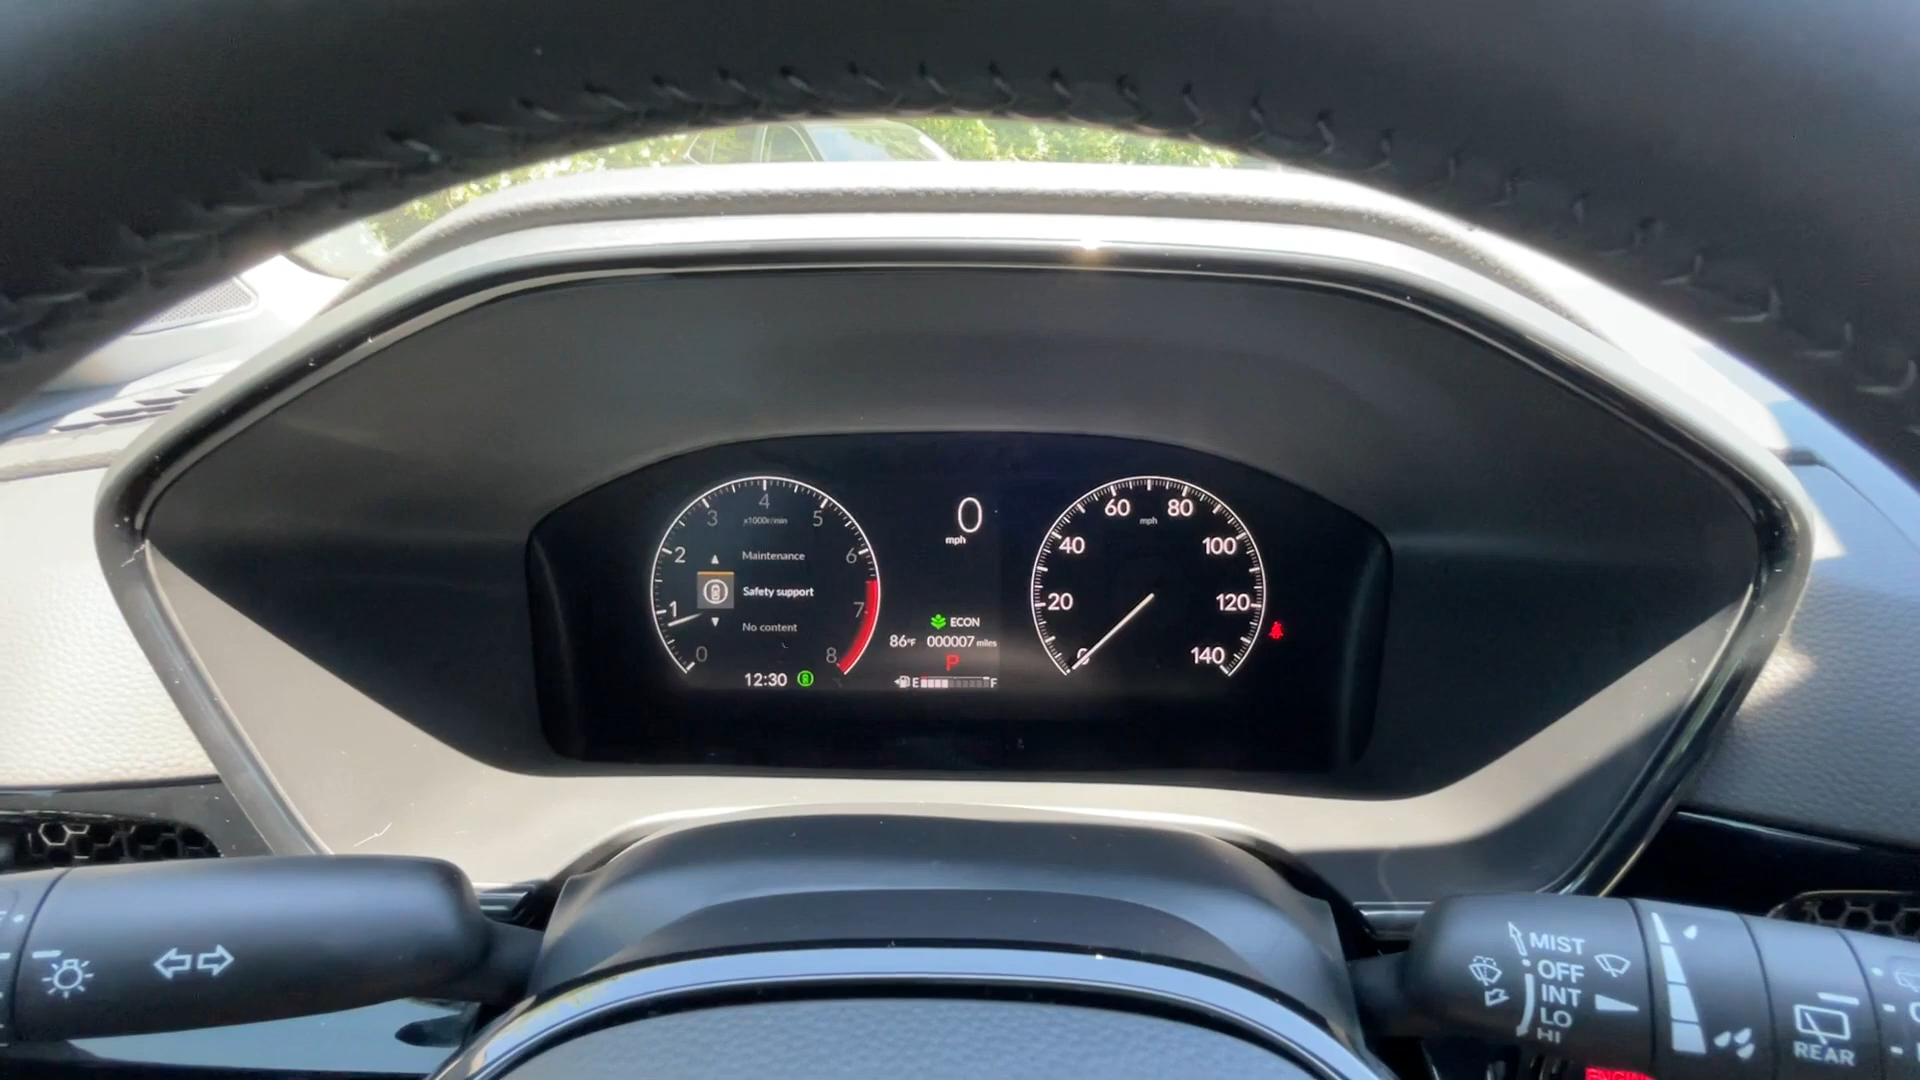 4
3
5
x1000r/min
2
Maintenance
6
1
Safety support
7
No content
0
8
12:30
0
mph
ECON
86°F 000007 miles
P
E F
60 80
mph
40
100
20
120
0
140
MIST
OFF
INT
LO
HI
REAR